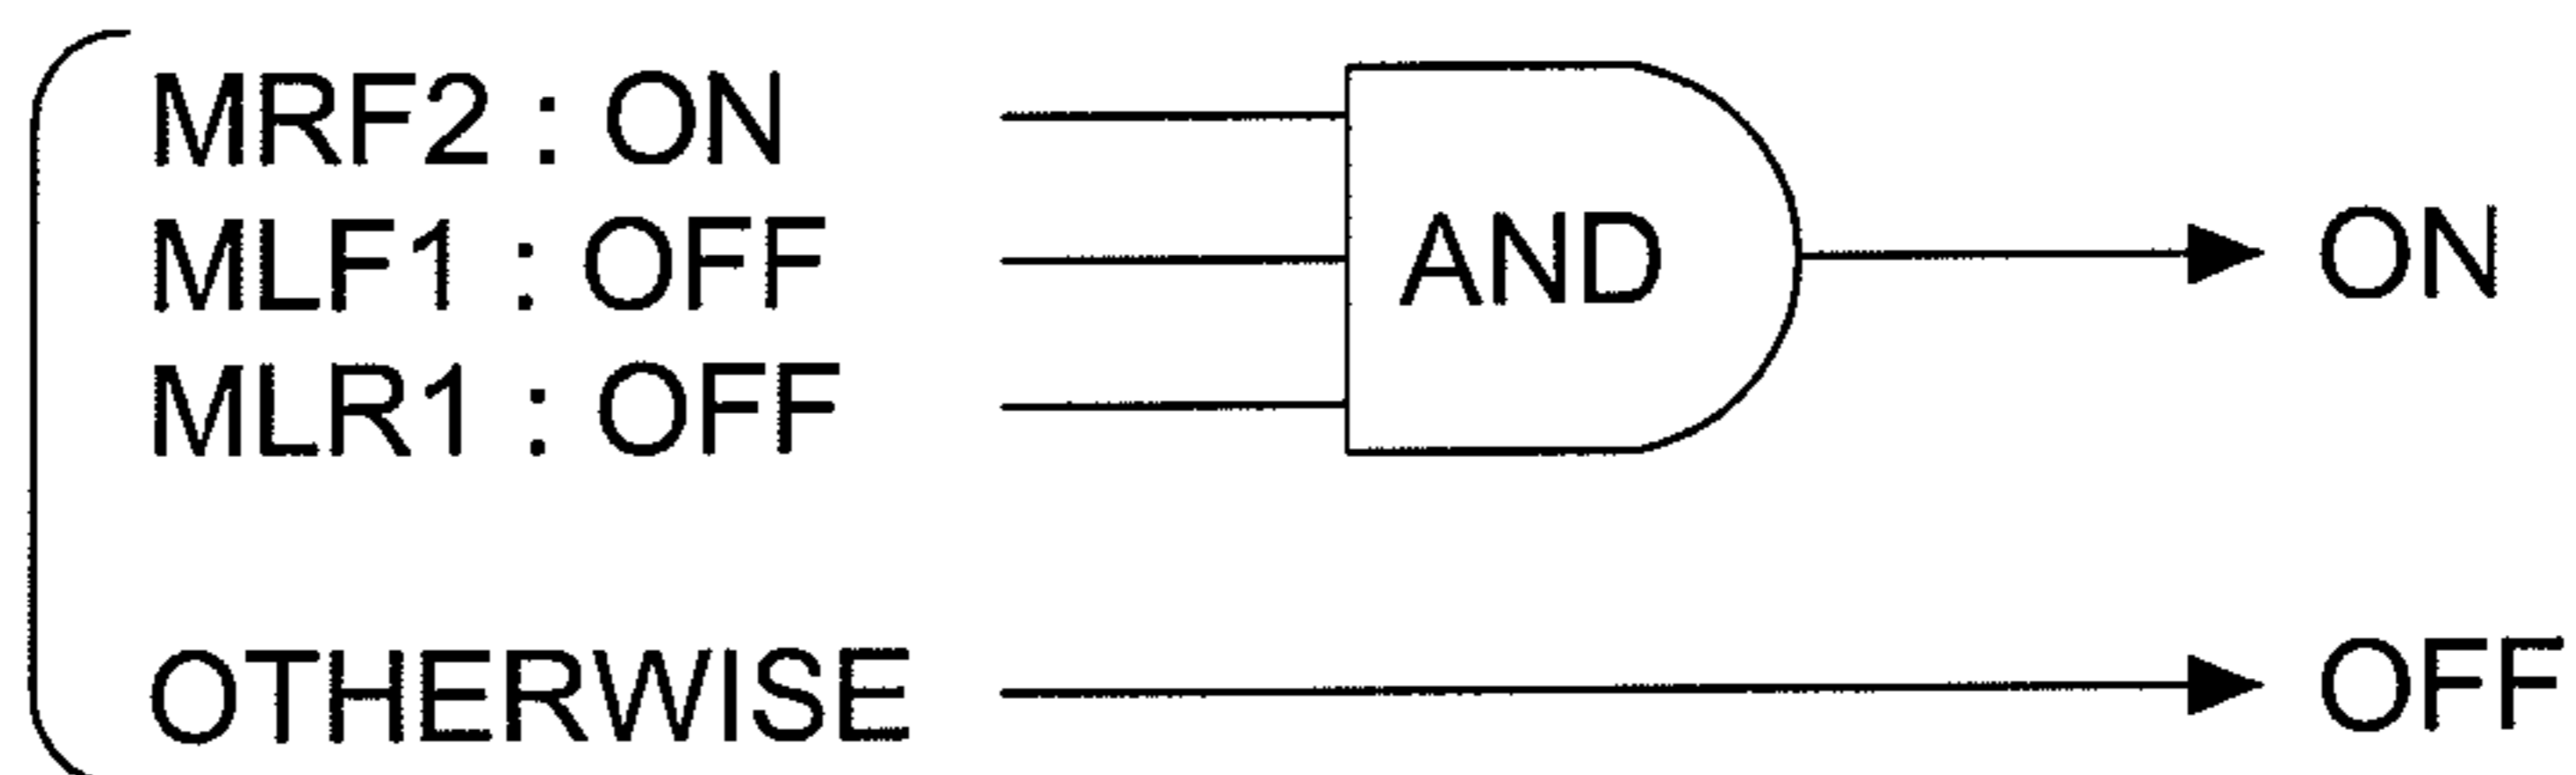 MRF2 : ON
MLF1 : OFF
MLR1 : OFF
AND
ON
OTHERWISE
OFF